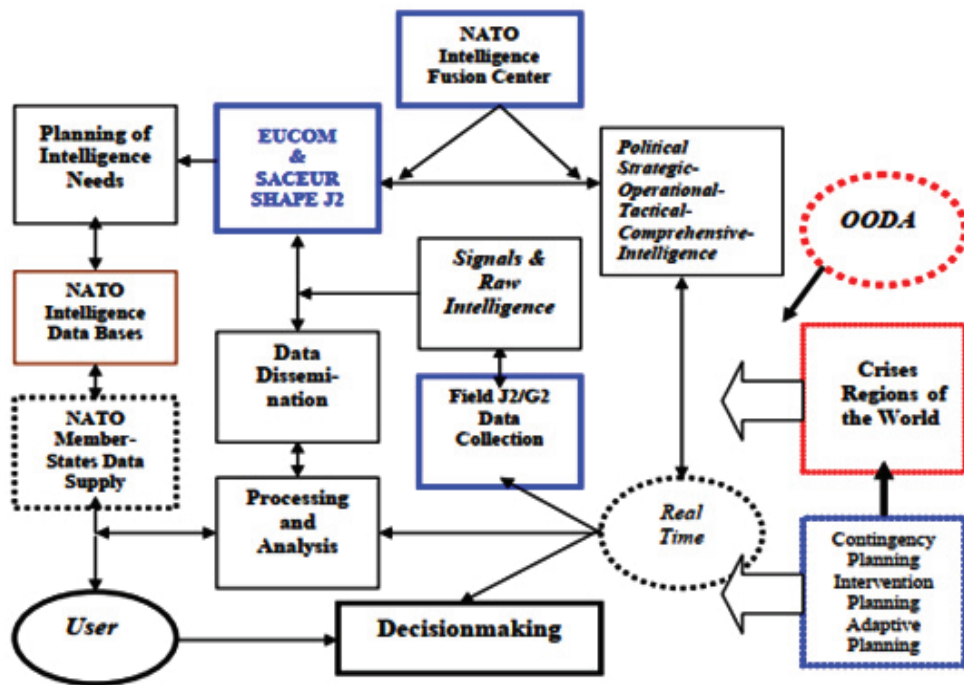 NATO
Intelligence
Fusion Center
Planning of
Intelligence
Needs
EUCOM
&
SACEUR
SHAPE J2
Political
Strategic-
Operational-
Tactical-
Comprehensive-
Intelligence
OODA
Signals &
Raw
Intelligence
NATO
Intelligence
Data Bases
Data
Dissemi-
nation
Field J2/G2
Data
Collection
Crises
Regions of
the World
NATO
Member-
States Data
Supply
Processing
and
Analysis
Real
Time
Contingency
Planning
Intervention
Planning
Adaptive
Planning
User
Decisionmaking